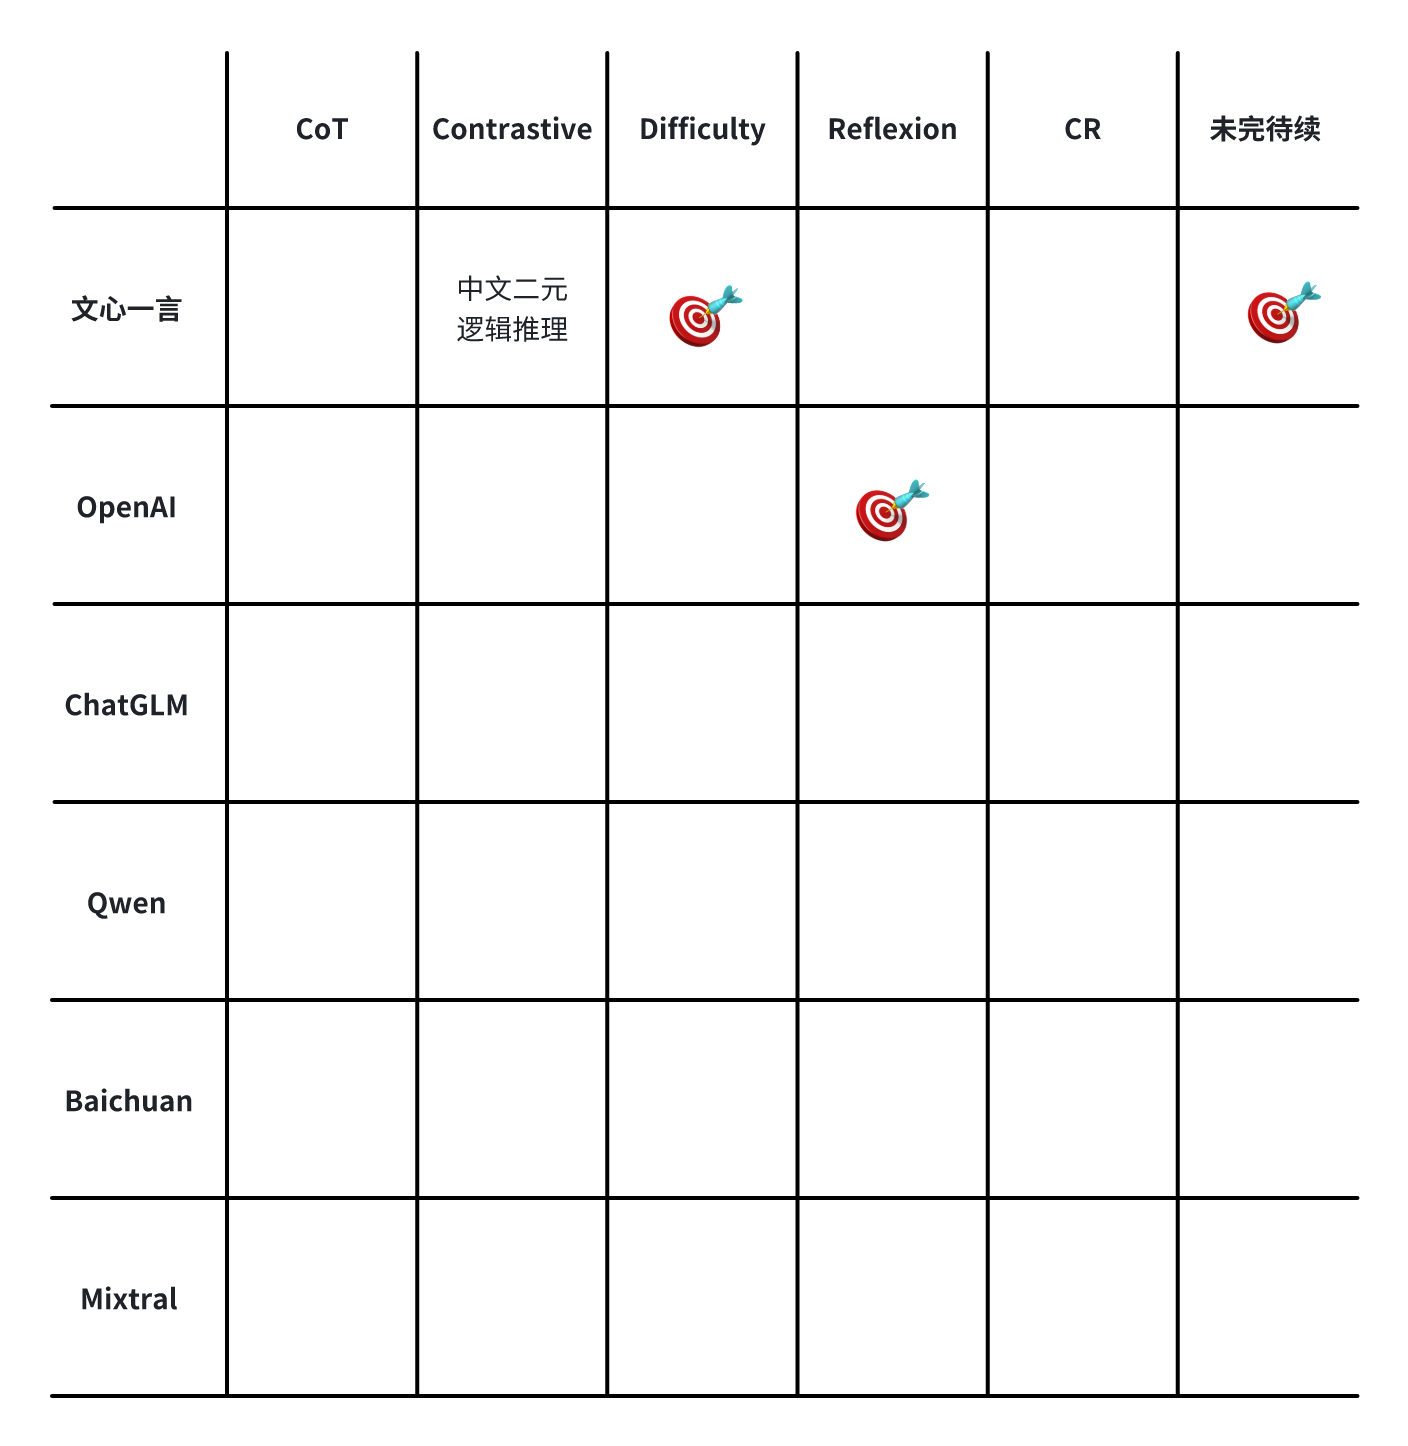 CoT
Contrastive
Difficulty
Reflexion
CR
未完待续
文心一言
中文二元
逻辑推理
OpenAI
ChatGLM
Qwen
Baichuan
Mixtral